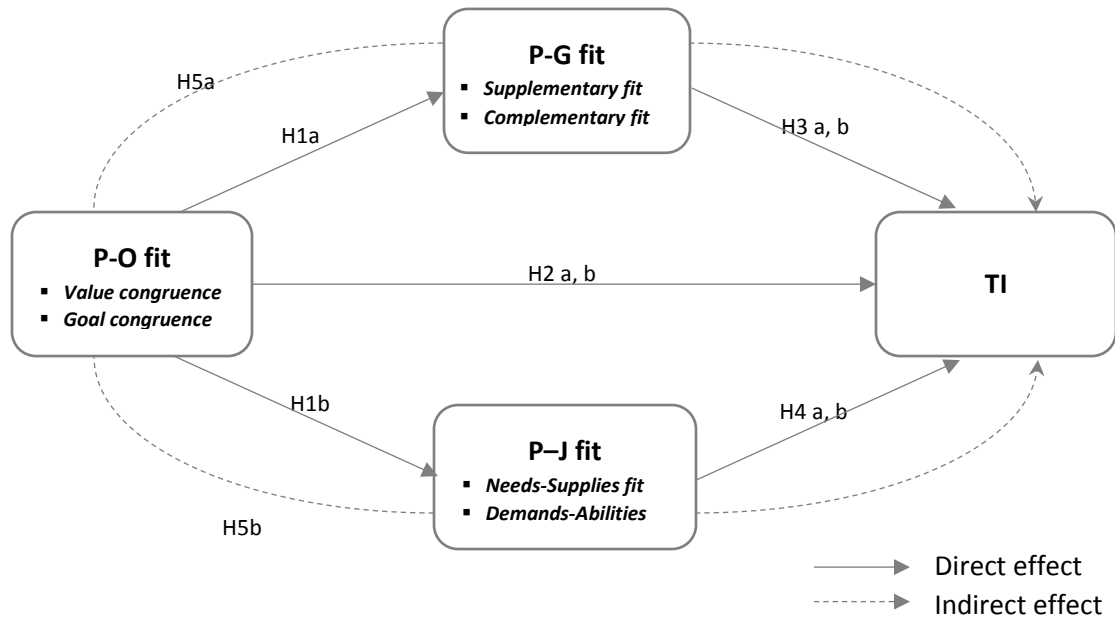 P-G fit
▪ Supplementary fit
▪ Complementary fit
H5a
H1a
H3 a, b
P-O fit
▪ Value congruence
▪ Goal congruence
H2 a, b
TI
H1b
H4 a, b
P–J fit
▪ Needs-Supplies fit
▪ Demands-Abilities
H5b
Direct effect
Indirect effect